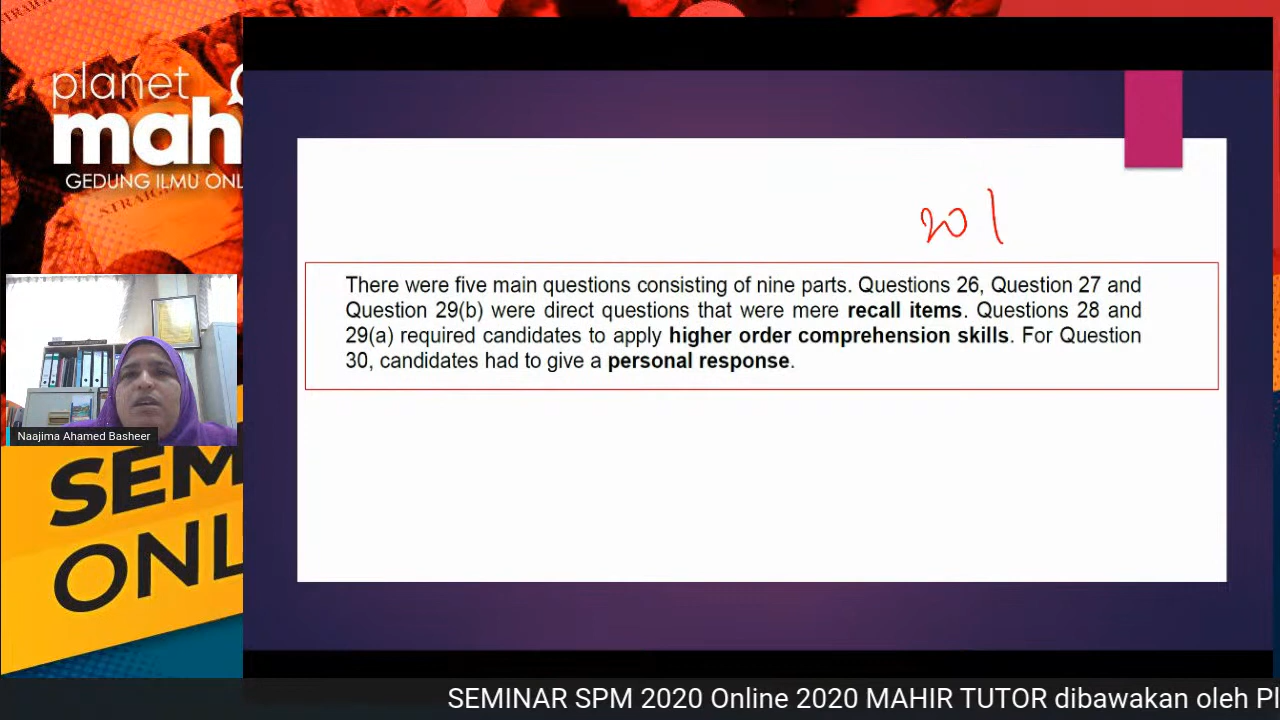 planet
mah
GEDUNG ILMU ONL
201
There were five main questions consisting of nine parts. Questions 26, Question 27 and
Question 29(b) were direct questions that were mere recall items. Questions 28 and
29(a) required candidates to apply higher order comprehension skills. For Question
30, candidates had to give a personal response.
Naajima Ahamed Basheer
SEM
ONL
SEMINAR SPM 2020 Online 2020 MAHIR TUTOR dibawakan oleh Pl